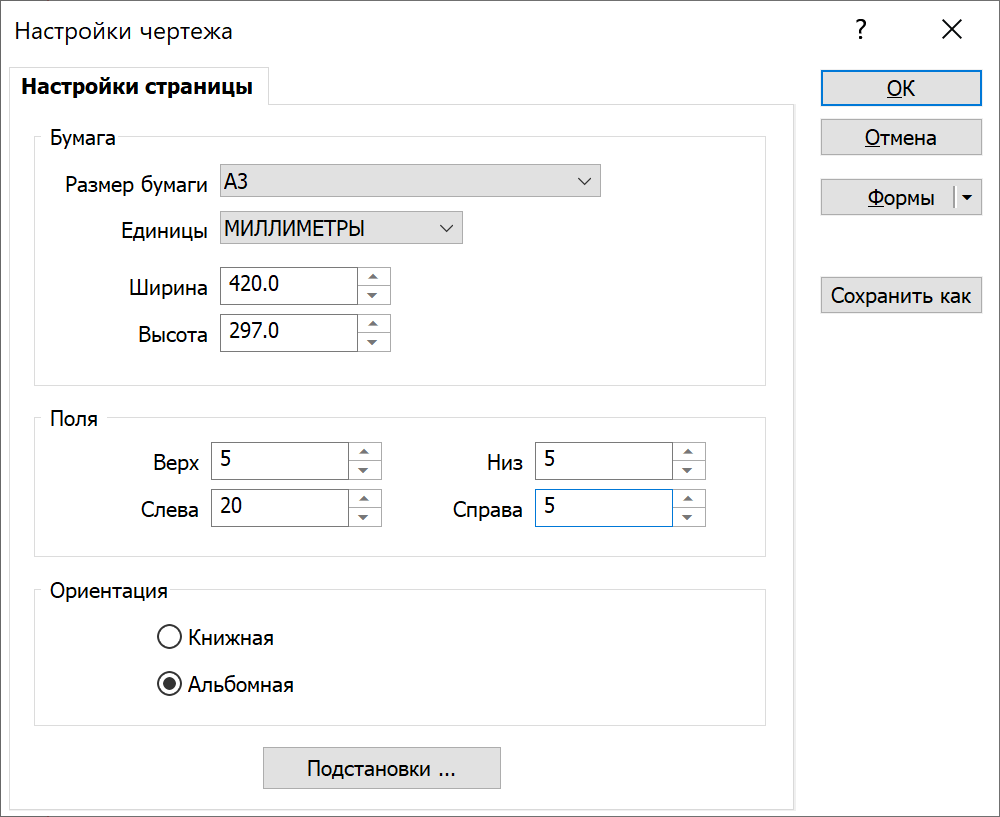 Настройки чертежа
?
Настройки страницы
ОК
Отмена
Формы
Сохранить как
Бумага
Размер бумаги A3
Единицы МИЛЛИМЕТРЫ
Ширина 420.0
Высота 297.0
Поля
Верх 5 Низ 5
Слева 20 Справа 5
Ориентация
Книжная
Альбомная
Подстановки ...